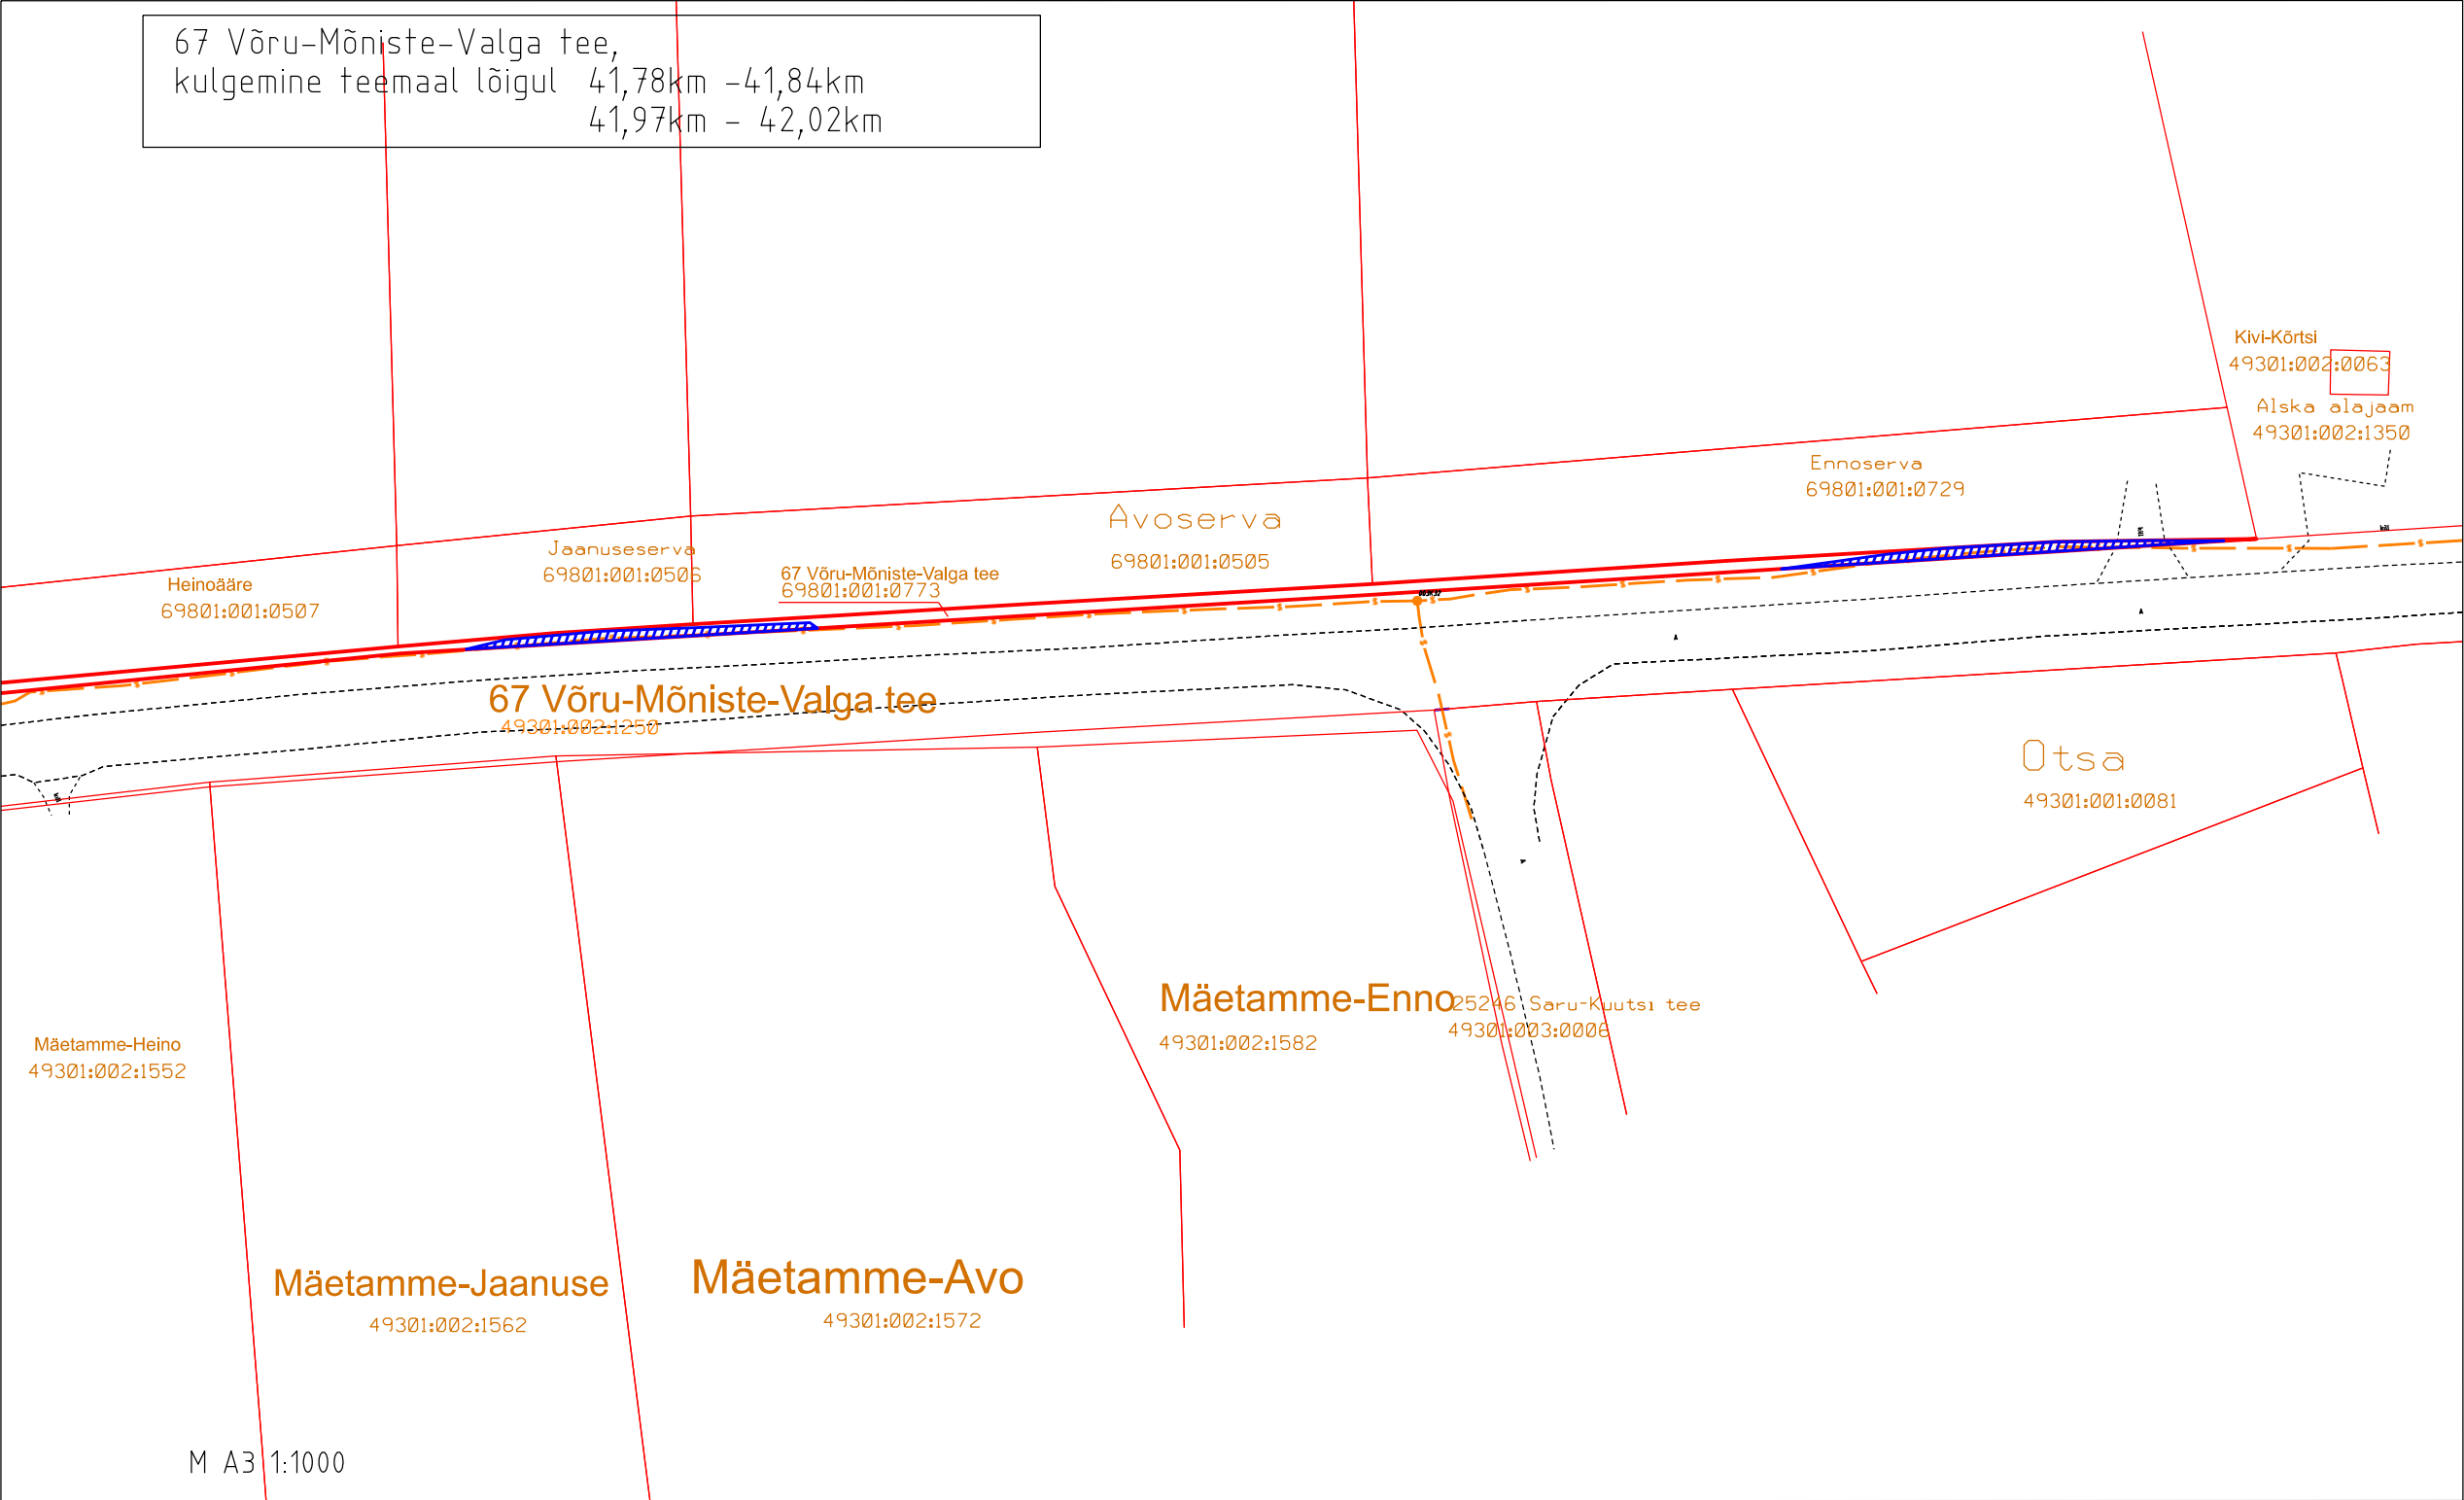 67 Võru-Mõniste-Valga tee,
kulgemine teemaal lõigul 41,78km -41,84km
41,97km - 42,02km
Kivi-Kõrtsi
49301:002:0063
Alska alajaam
49301:002:1350
Ennoserva
69801:001:0729
Avoserva
69801:001:0505
Jaanuseserva
69801:001:0506
67 Võru-Mõniste-Valga tee
69801:001:0773
Heinoääre
69801:001:0507
67 Võru-Mõniste-Valga tee
49301:002:1250
Otsa
49301:001:0081
Mäetamme-Enno
49301:002:1582
25246 Saru-Kuutsi tee
49301:003:0006
Mäetamme-Heino
49301:002:1552
Mäetamme-Jaanuse
49301:002:1562
Mäetamme-Avo
49301:002:1572
M A3 1:1000